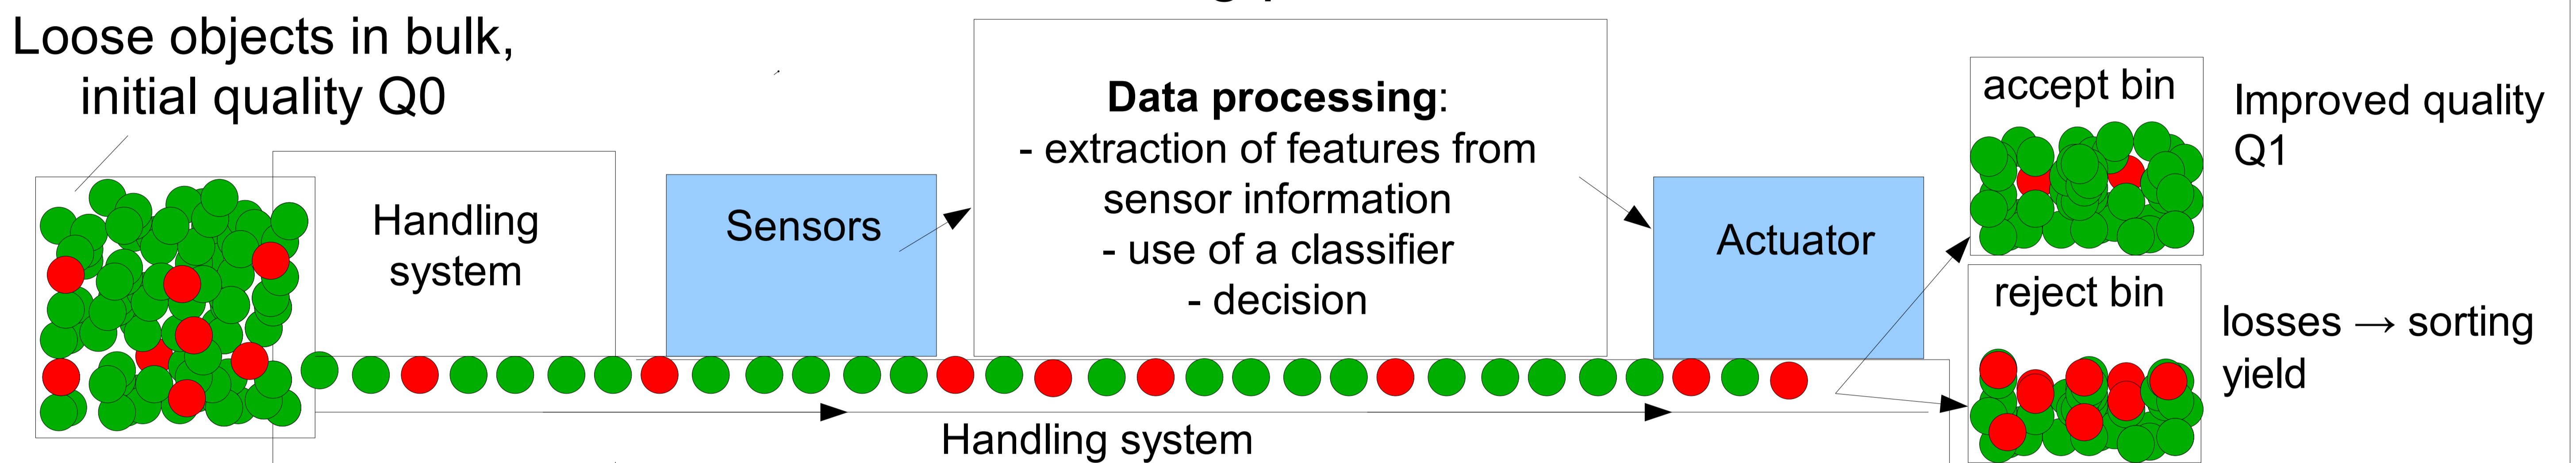 Loose objects in bulk,
initial quality Q0
Handling
system
Sensors
Data processing:
- extraction of features from
sensor information
- use of a classifier
- decision
Actuator
accept bin
Improved quality
Q1
reject bin
losses → sorting
yield
Handling system